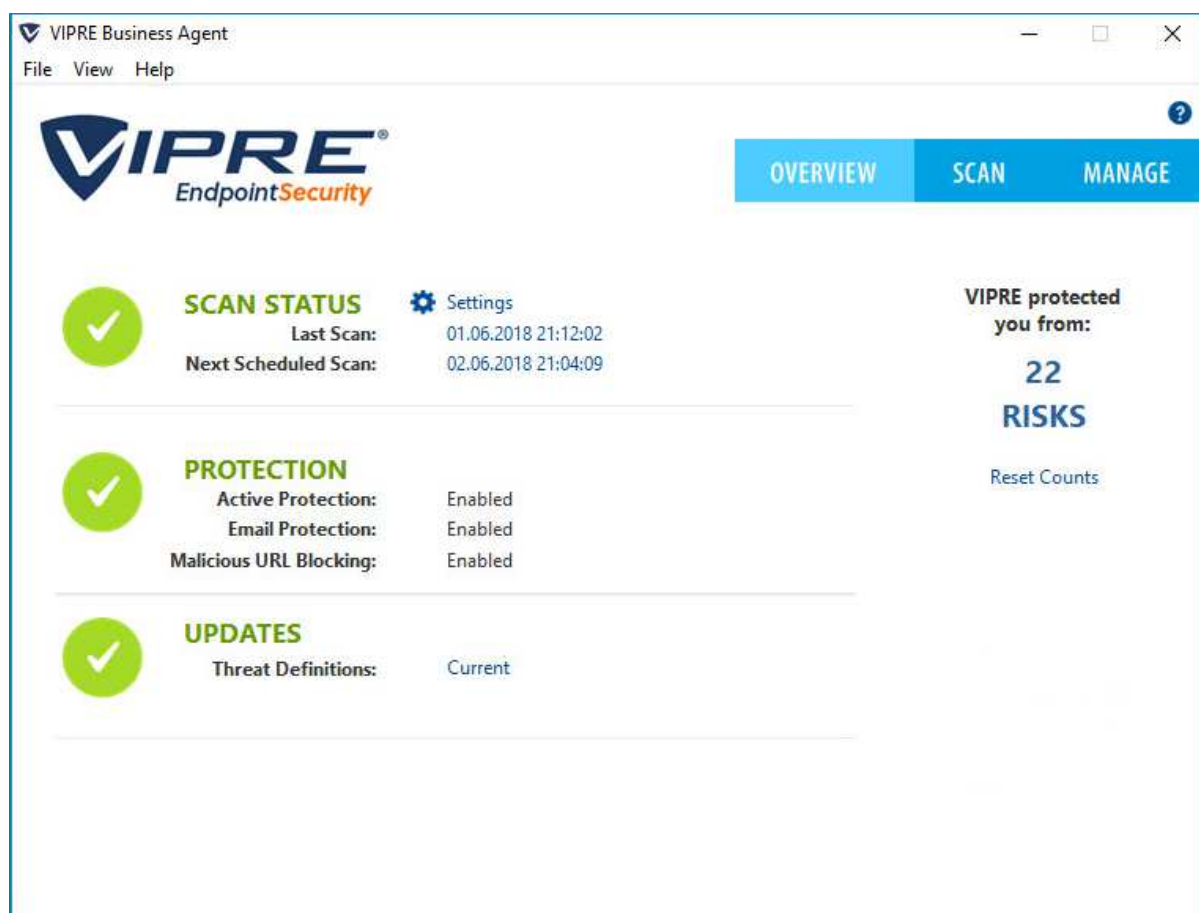 VIPRE Business Agent
File View Help
?
VIPRE®
EndpointSecurity
OVERVIEW SCAN MANAGE
SCAN STATUS Settings
Last Scan: 01.06.2018 21:12:02
Next Scheduled Scan: 02.06.2018 21:04:09
VIPRE protected
you from:
22
RISKS
Reset Counts
PROTECTION
Active Protection: Enabled
Email Protection: Enabled
Malicious URL Blocking: Enabled
UPDATES
Threat Definitions: Current